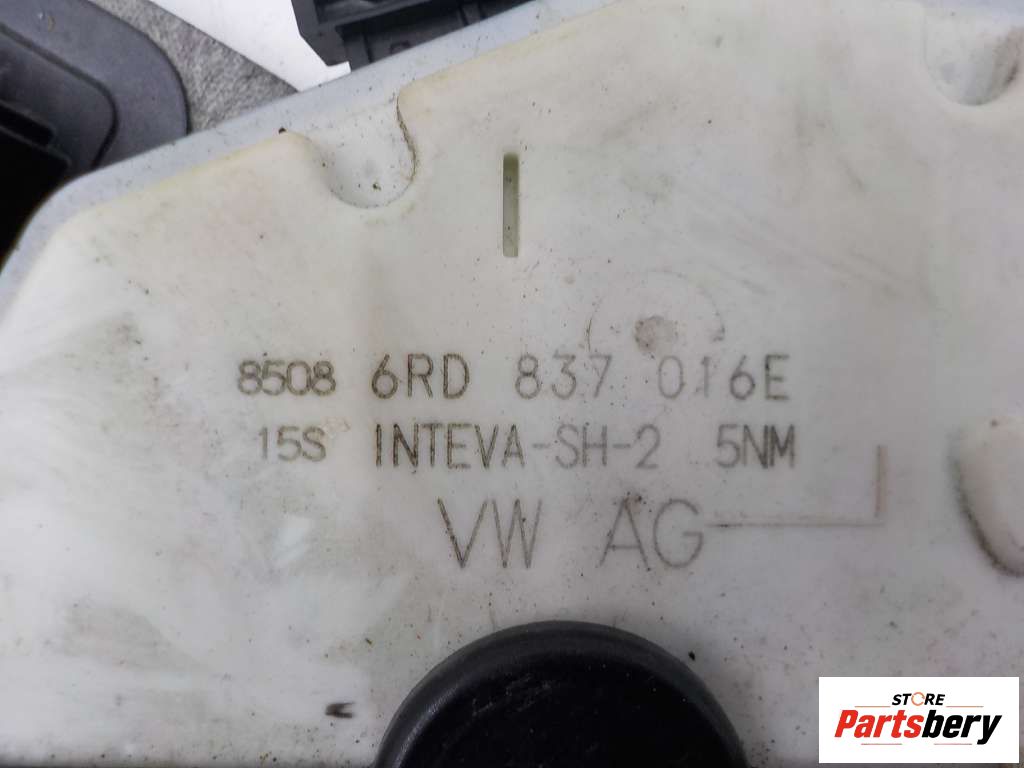 8508 6RD 837 016E
15S INTEVA-SH-2 5NM
VW AG
STORE
Partsbery